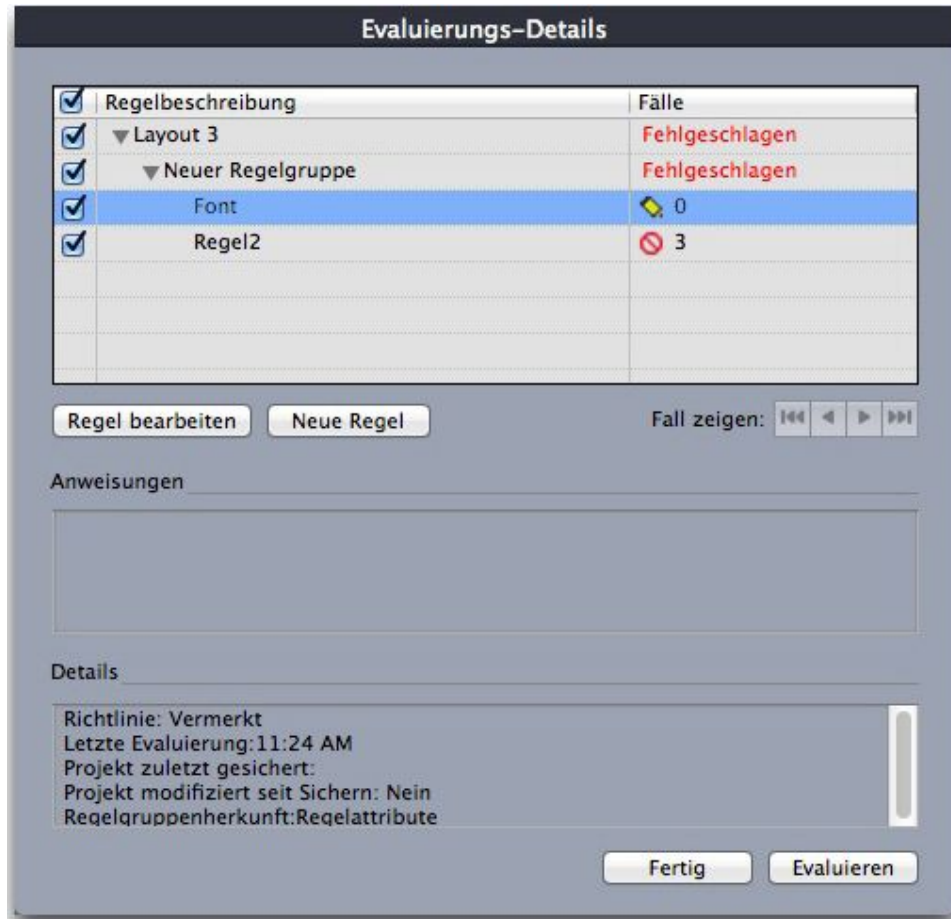 Evaluierungs-Details
Regelbeschreibung Fälle
Layout 3 Fehlgeschlagen
Neuer Regelgruppe Fehlgeschlagen
Font 0
Regel2 3
Regel bearbeiten Neue Regel Fall zeigen:
Anweisungen
Details
Richtlinie: Vermerkt
Letzte Evaluierung:11:24 AM
Projekt zuletzt gesichert:
Projekt modifiziert seit Sichern: Nein
Regelgruppenherkunft:Regelattribute
Fertig Evaluieren